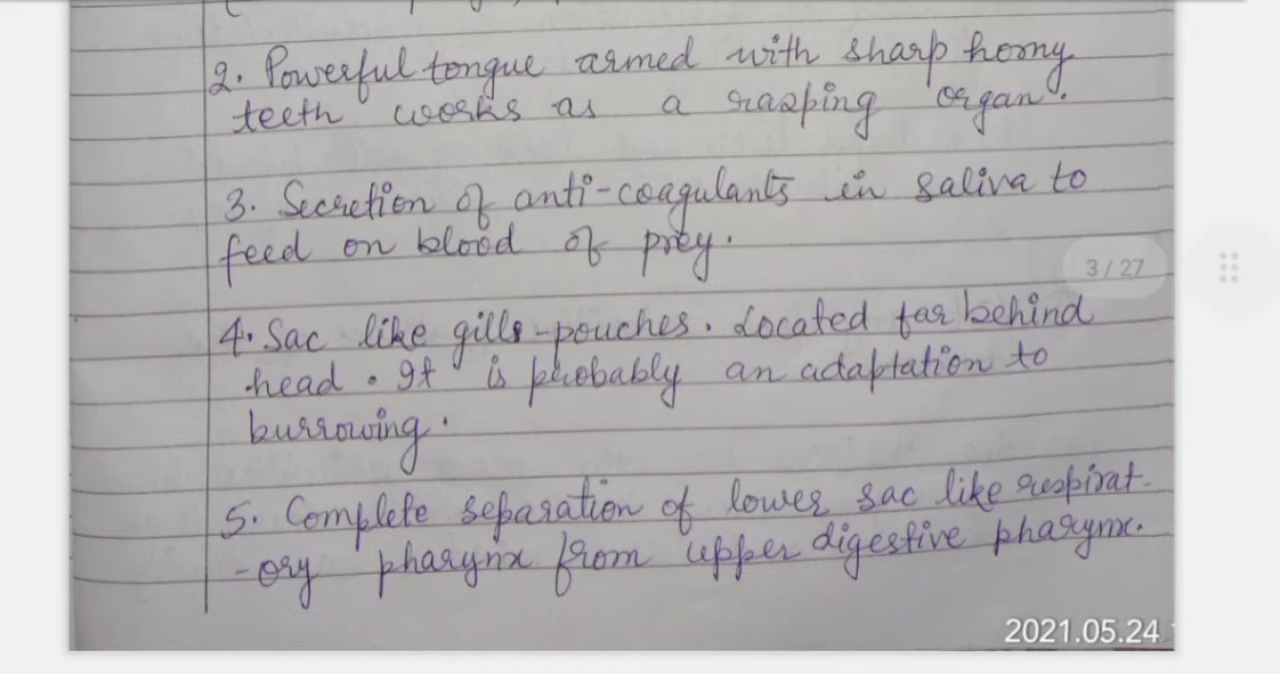 2. Powerful tongue armed with sharp horny
teeth works as a rasping organ.
3. Secretion of anti-coagulants in saliva to
feed on blood of prey.
3/27
4. Sac like gills-pouches. Located far behind
head. It is probably an adaptation to
burrowing.
5. Complete separation of lower sac like respirat-
-ory pharynx from upper digestive pharynx.
2021.05.24